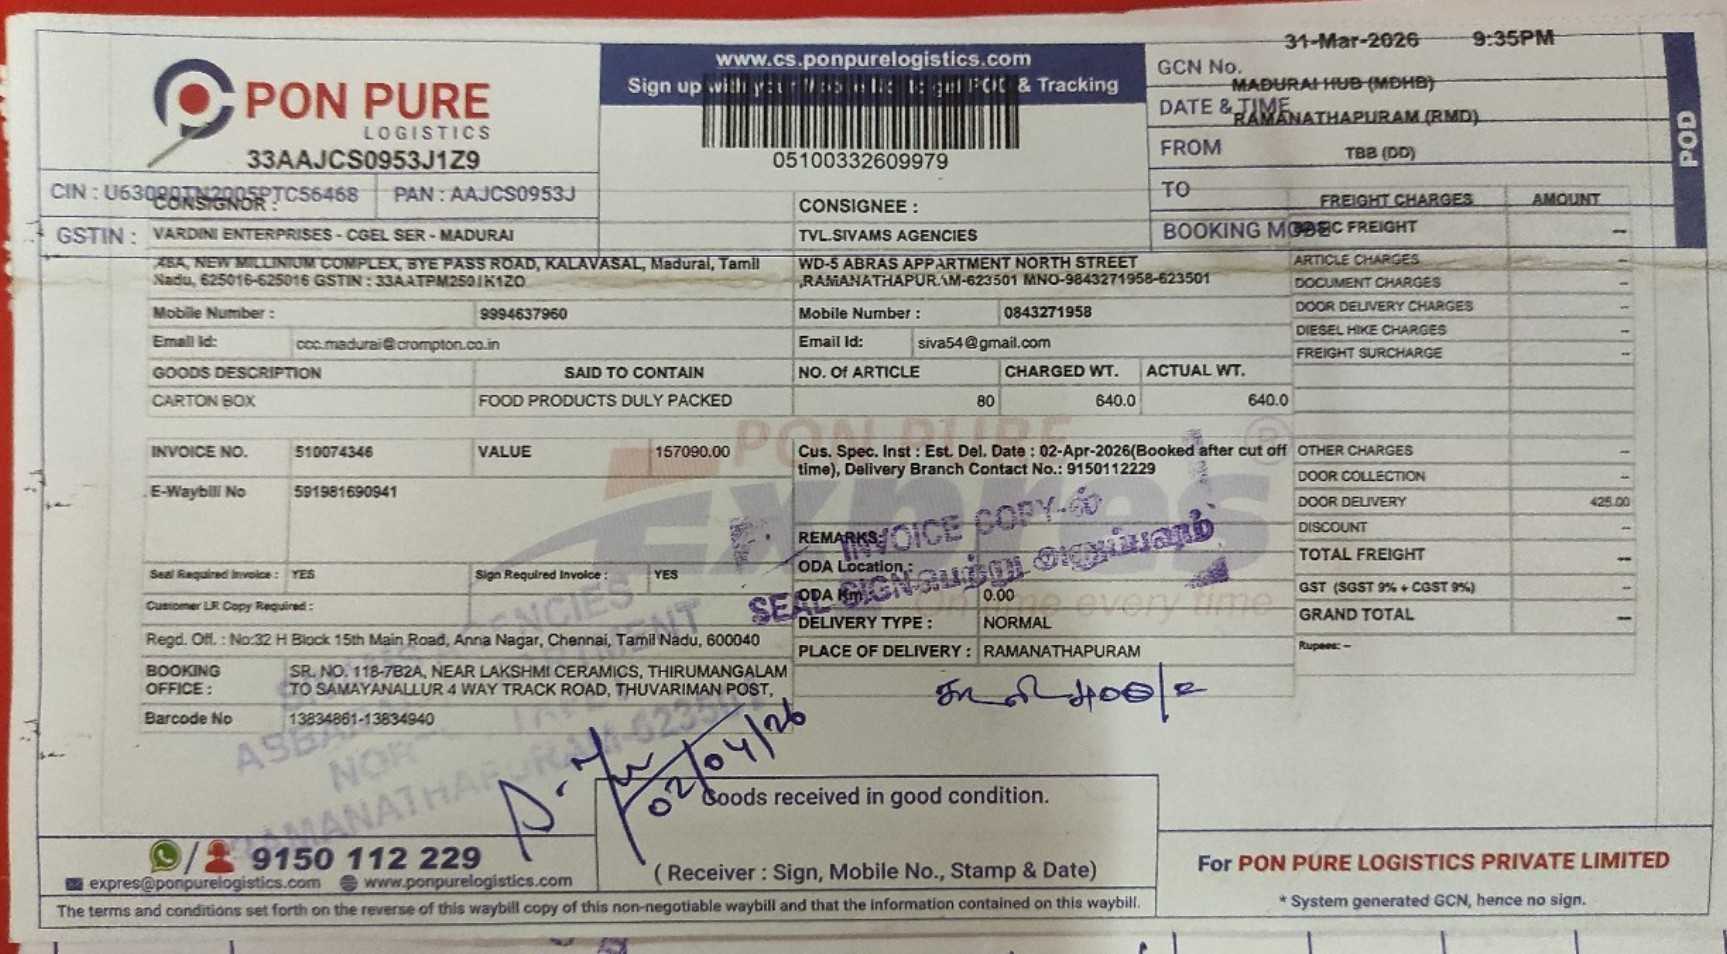 31-Mar-2026 9:35PM
www.cs.ponpurelogistics.com
Sign up with your Mobile No. to get POD & Tracking
GCN No.
MADURAI HUB (MDHB)
DATE & TIME
RAMANATHAPURAM (RMD)
FROM
TBB (DD)
TO
BOOKING MODE
POD
PON PURE
LOGISTICS
33AAJCS0953J1Z9
05100332609979
CIN : U63090TN2005PTC56468 PAN : AAJCS0953J
GSTIN :
CONSIGNOR :
VARDINI ENTERPRISES - CGEL SER - MADURAI
48A, NEW MILLINIUM COMPLEX, BYE PASS ROAD, KALAVASAL, Madurai, Tamil
Nadu, 625016-625016 GSTIN : 33AATPM2501K1ZO
Mobile Number : 9994637960
Email Id: ccc.madurai@crompton.co.in
CONSIGNEE :
TVL.SIVAMS AGENCIES
WD-5 ABRAS APPARTMENT NORTH STREET
,RAMANATHAPURAM-623501 MNO-9843271958-623501
Mobile Number : 0843271958
Email Id: siva54@gmail.com
GOODS DESCRIPTION SAID TO CONTAIN NO. Of ARTICLE CHARGED WT. ACTUAL WT.
CARTON BOX FOOD PRODUCTS DULY PACKED 80 640.0 640.0
FREIGHT CHARGES AMOUNT
BASIC FREIGHT --
ARTICLE CHARGES --
DOCUMENT CHARGES --
DOOR DELIVERY CHARGES --
DIESEL HIKE CHARGES --
FREIGHT SURCHARGE --
OTHER CHARGES --
DOOR COLLECTION --
DOOR DELIVERY 425.00
DISCOUNT --
TOTAL FREIGHT --
GST (SGST 9% + CGST 9%) --
GRAND TOTAL --
Rupees: --
PON PURE
Expres
On time every time
INVOICE NO. 510074346 VALUE 157090.00
E-Waybill No 591981690941
Cus. Spec. Inst : Est. Del. Date : 02-Apr-2026(Booked after cut off
time), Delivery Branch Contact No.: 9150112229
REMARKS:
ODA Location :
ODA Km 0.00
DELIVERY TYPE : NORMAL
PLACE OF DELIVERY : RAMANATHAPURAM
INVOICE COPY-ல்
SEAL SIGN பெற்று அனுப்பவும்
Seal Required Invoice : YES Sign Required Invoice : YES
Customer LR Copy Required :
Regd. Off. : No:32 H Block 15th Main Road, Anna Nagar, Chennai, Tamil Nadu, 600040
BOOKING
OFFICE :
SR. NO. 118-7B2A, NEAR LAKSHMI CERAMICS, THIRUMANGALAM
TO SAMAYANALLUR 4 WAY TRACK ROAD, THUVARIMAN POST,
Barcode No 13834861-13834940
02/04/26
Goods received in good condition.
( Receiver : Sign, Mobile No., Stamp & Date)
9150 112 229
expres@ponpurelogistics.com www.ponpurelogistics.com
The terms and conditions set forth on the reverse of this waybill copy of this non-negotiable waybill and that the information contained on this waybill.
For PON PURE LOGISTICS PRIVATE LIMITED
* System generated GCN, hence no sign.